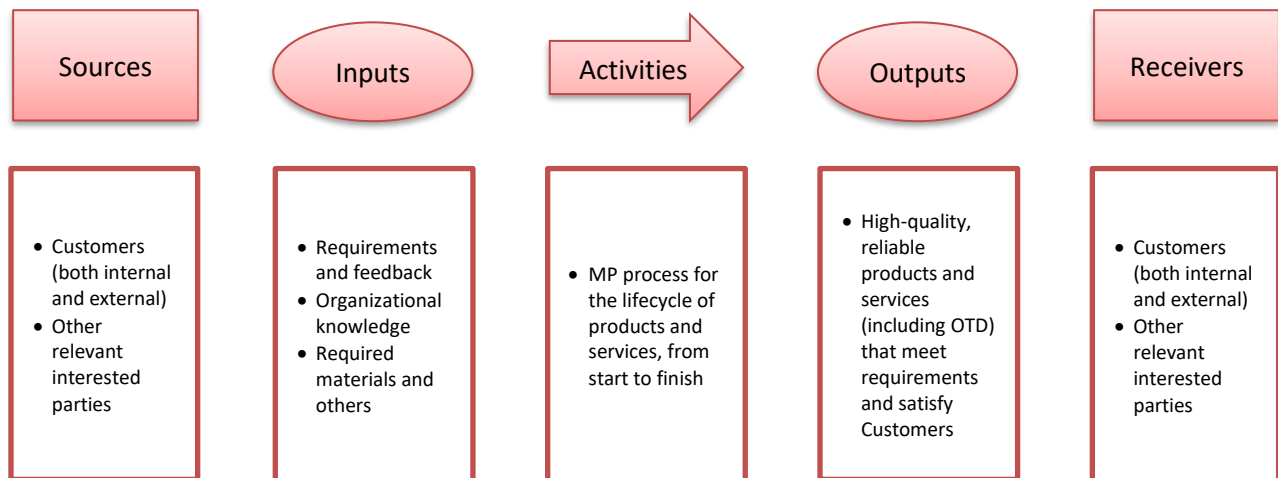 Sources
Inputs
Activities
Outputs
Receivers
• Customers
(both internal
and external)
• Other
relevant
interested
parties
• Requirements
and feedback
• Organizational
knowledge
• Required
materials and
others
• MP process for
the lifecycle of
products and
services, from
start to finish
• High-quality,
reliable
products and
services
(including OTD)
that meet
requirements
and satisfy
Customers
• Customers
(both internal
and external)
• Other
relevant
interested
parties